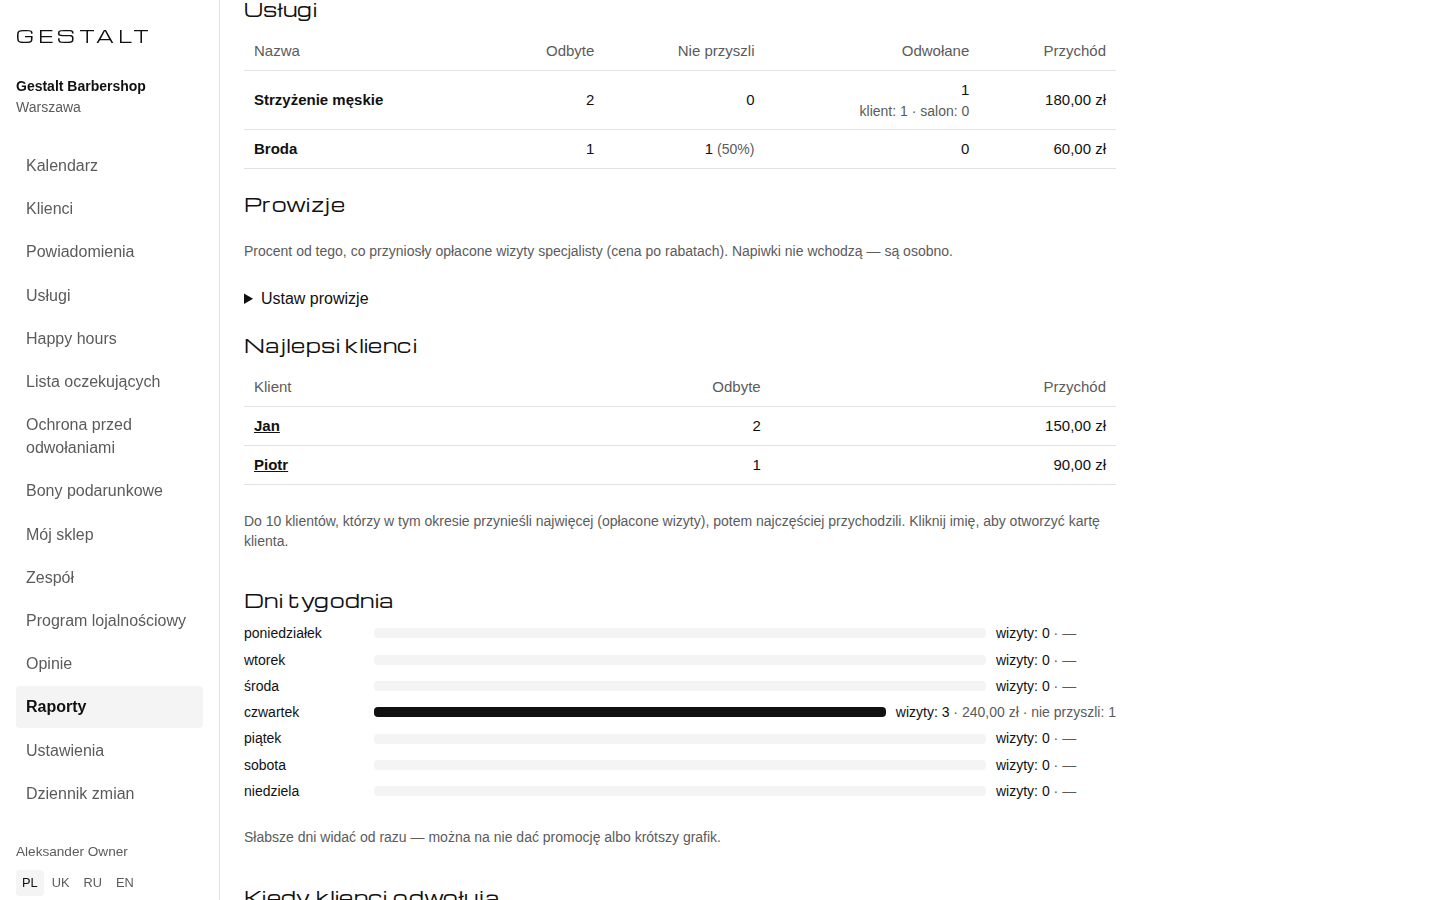 GESTALT
Gestalt Barbershop
Warszawa
Kalendarz
Klienci
Powiadomienia
Usługi
Happy hours
Lista oczekujących
Ochrona przed
odwołaniami
Bony podarunkowe
Mój sklep
Zespół
Program lojalnościowy
Opinie
Raporty
Ustawienia
Dziennik zmian
Aleksander Owner
PL UK RU EN
Usługi
Nazwa Odbyte Nie przyszli Odwołane Przychód
Strzyżenie męskie 2 0 1 180,00 zł
klient: 1 · salon: 0
Broda 1 1 (50%) 0 60,00 zł
Prowizje
Procent od tego, co przyniosły opłacone wizyty specjalisty (cena po rabatach). Napiwki nie wchodzą — są osobno.
Ustaw prowizje
Najlepsi klienci
Klient Odbyte Przychód
Jan 2 150,00 zł
Piotr 1 90,00 zł
Do 10 klientów, którzy w tym okresie przynieśli najwięcej (opłacone wizyty), potem najczęściej przychodzili. Kliknij imię, aby otworzyć kartę
klienta.
Dni tygodnia
poniedziałek wizyty: 0 · —
wtorek wizyty: 0 · —
środa wizyty: 0 · —
czwartek wizyty: 3 · 240,00 zł · nie przyszli: 1
piątek wizyty: 0 · —
sobota wizyty: 0 · —
niedziela wizyty: 0 · —
Słabsze dni widać od razu — można na nie dać promocję albo krótszy grafik.
Kiedy klienci odwołują